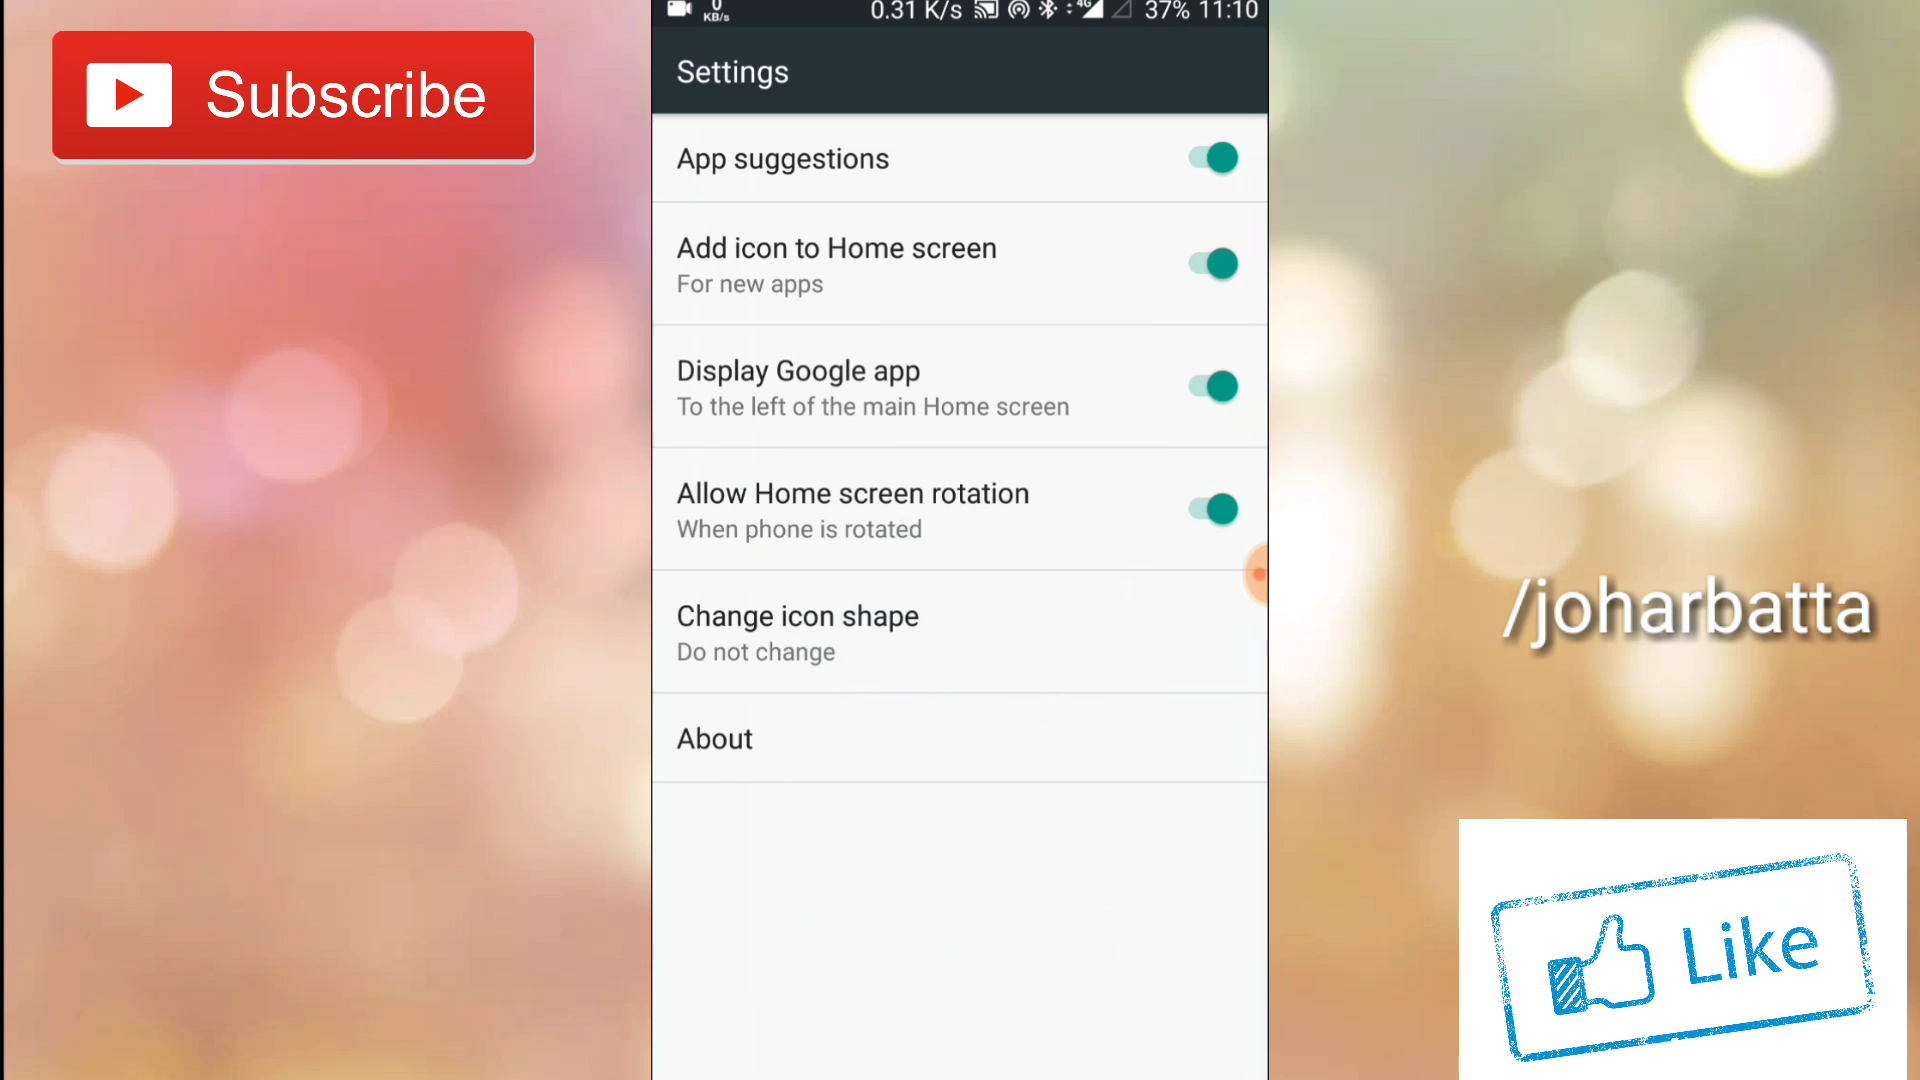 Subscribe
0
KB/s
0.31 K/s 4G 37% 11:10
Settings
App suggestions
Add icon to Home screen
For new apps
Display Google app
To the left of the main Home screen
Allow Home screen rotation
When phone is rotated
Change icon shape
Do not change
About
/joharbatta
Like